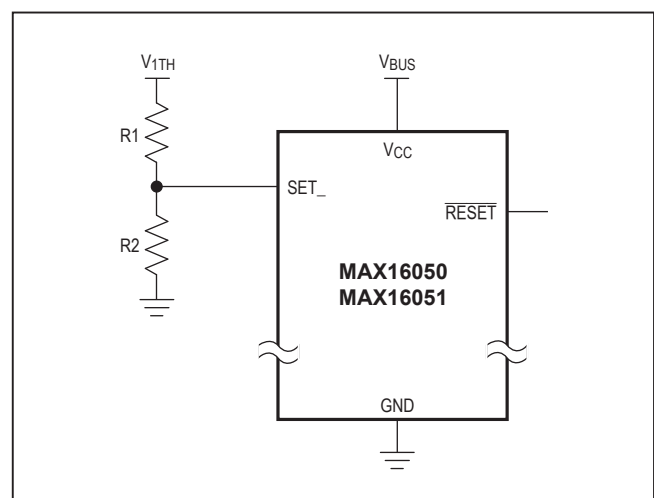 V1TH
VBUS
R1
VCC
SET_
RESET
R2
MAX16050
MAX16051
GND